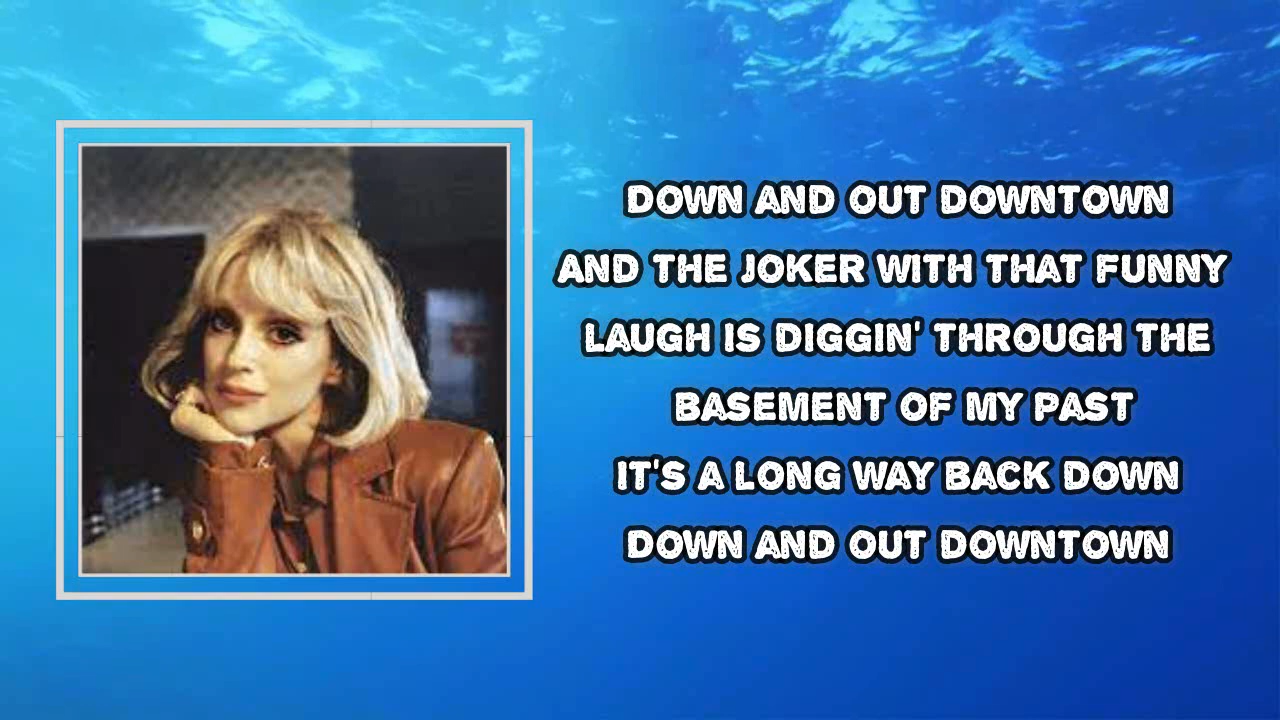 DOWN AND OUT DOWNTOWN
AND THE JOKER WITH THAT FUNNY
LAUGH IS DIGGIN' THROUGH THE
BASEMENT OF MY PAST
IT'S A LONG WAY BACK DOWN
DOWN AND OUT DOWNTOWN